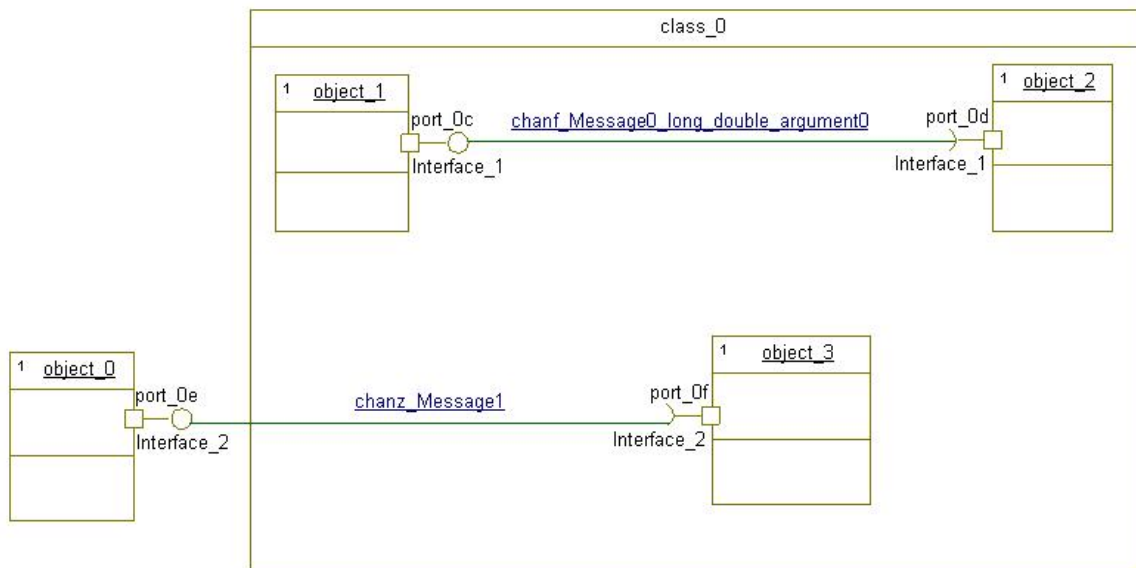 class_0
1 object_1
1 object_2
port_0c
chanf_Message0_long_double_argument0
port_0d
Interface_1
Interface_1
1 object_0
1 object_3
port_0e
chanz_Message1
port_0f
Interface_2
Interface_2